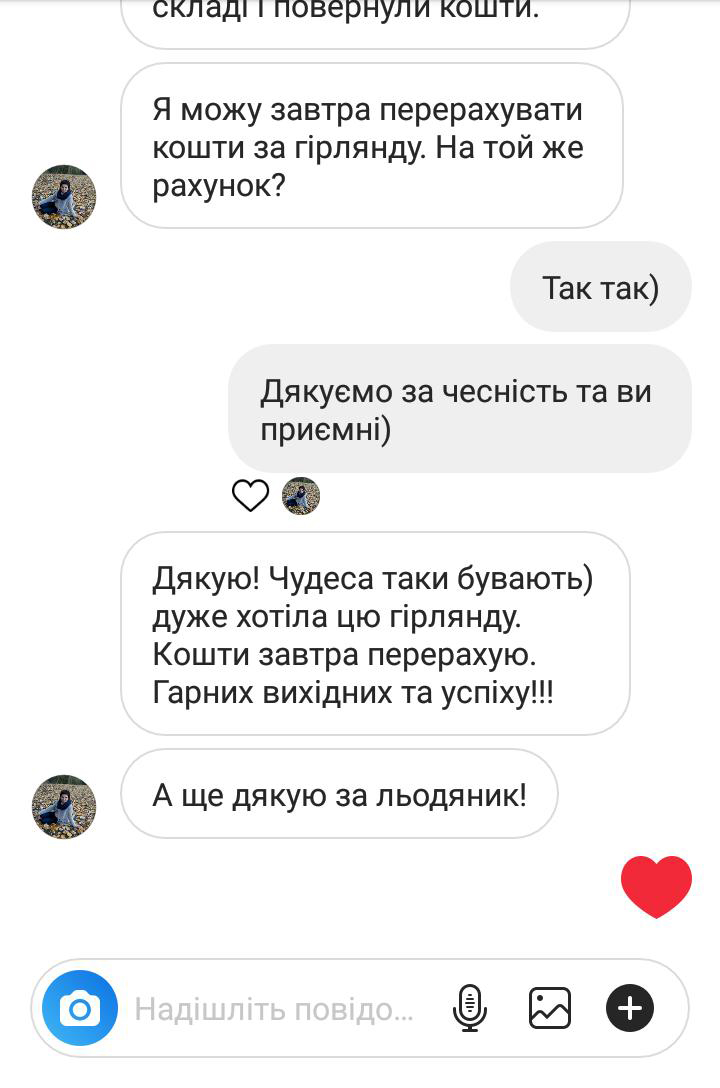 складі і повернули кошти.
Я можу завтра перерахувати
кошти за гірлянду. На той же
рахунок?
Так так)
Дякуємо за чесність та ви
приємні)
Дякую! Чудеса таки бувають)
дуже хотіла цю гірлянду.
Кошти завтра перерахую.
Гарних вихідних та успіху!!!
А ще дякую за льодяник!
Надішліть повідо...